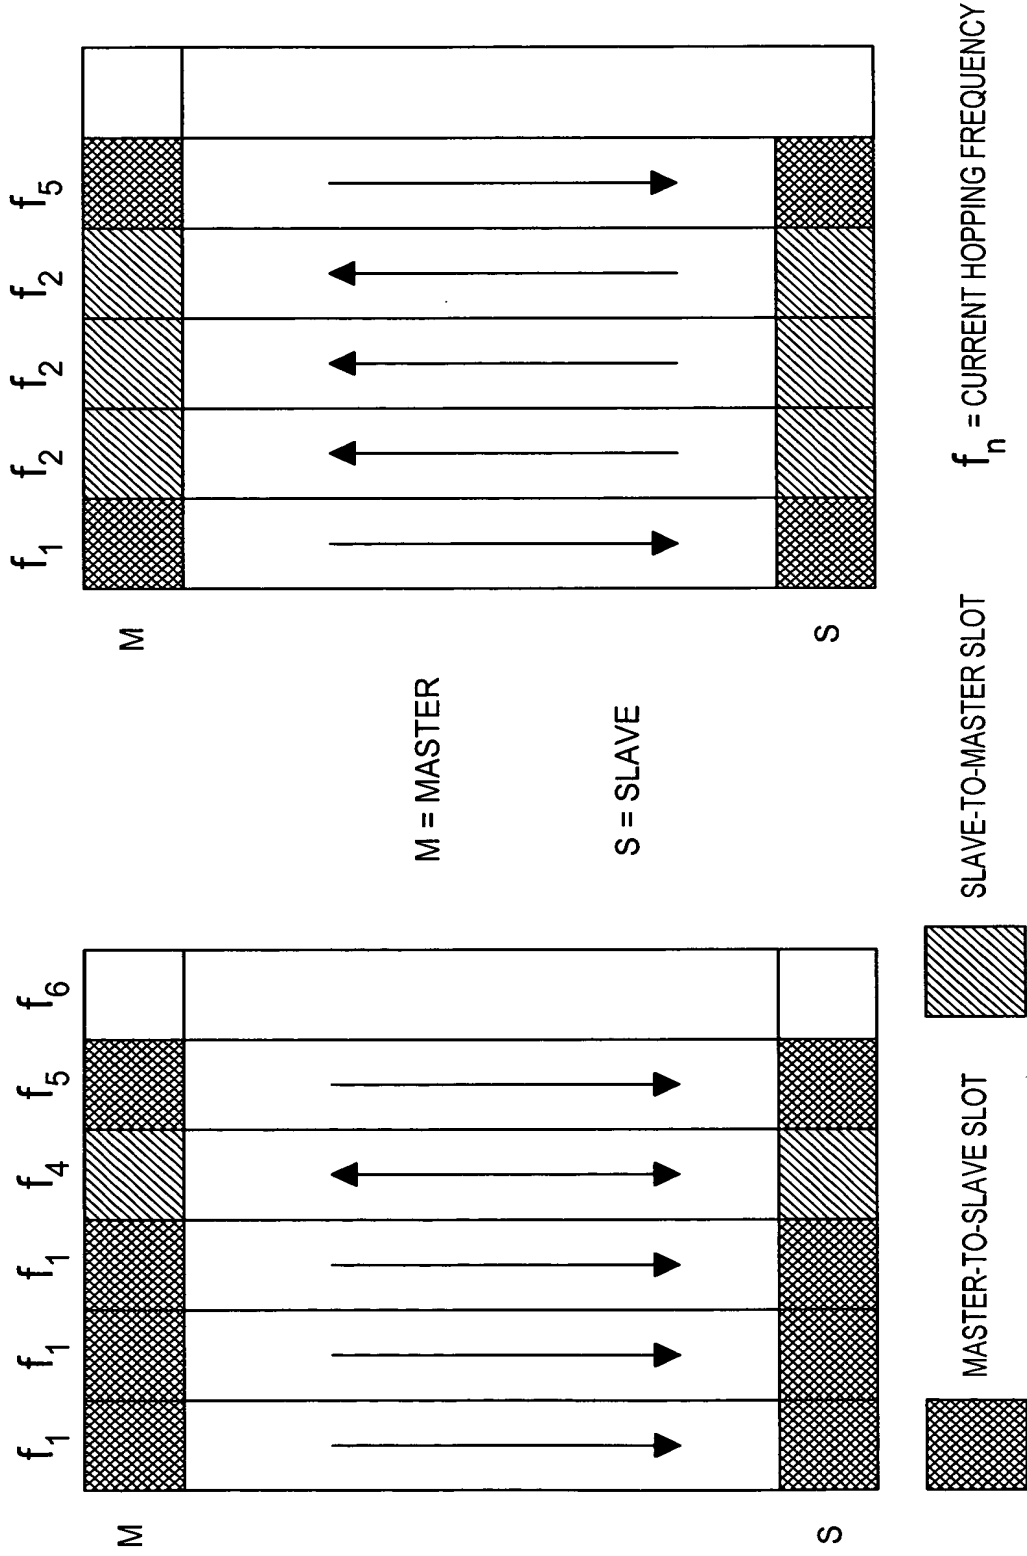 f1 f1 f1 f4 f5 f6
M
S
f1 f2 f2 f2 f5
M
S
M = MASTER
S = SLAVE
MASTER-TO-SLAVE SLOT
SLAVE-TO-MASTER SLOT
fn = CURRENT HOPPING FREQUENCY